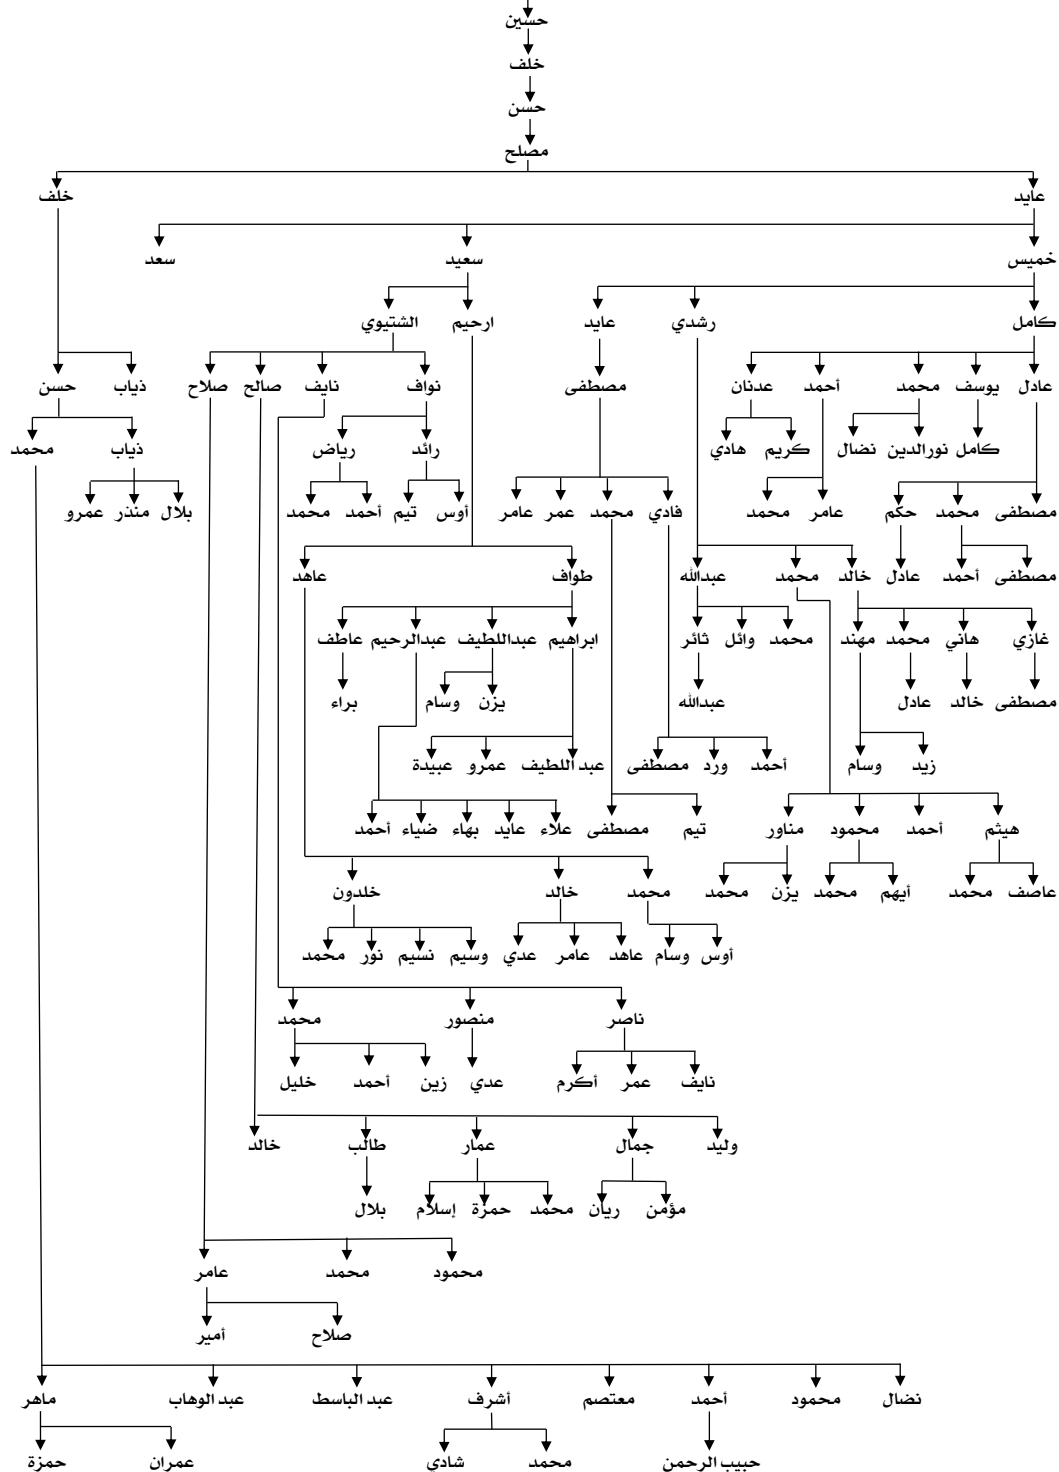 حسين
خلف
حسن
مصلح
عايد خلف
خميس سعيد سعد
كامل رشدي عايد ارحيم الشتيوي
عادل يوسف محمد أحمد عدنان مصطفى نواف نايف صالح صلاح ذياب حسن
كامل نورالدين نضال كريم هادي رائد رياض ذياب محمد
مصطفى محمد حكم عامر محمد فادي محمد عمر عامر أوس تيم أحمد محمد بلال منذر عمرو
مصطفى أحمد عادل خالد محمد عبدالله طواف عاهد
غازي هاني محمد مهند محمد وائل ثائر ابراهيم عبداللطيف عبدالرحيم عاطف
مصطفى خالد عادل عبدالله يزن وسام براء
زيد وسام أحمد ورد مصطفى عبد اللطيف عمرو عبيدة
هيثم أحمد محمود مناور تيم مصطفى علاء عايد بهاء ضياء أحمد
عاصف محمد أيهم محمد يزن محمد محمد خالد خلدون
أوس وسام عاهد عامر عدي وسيم نسيم نور محمد
ناصر منصور محمد
نايف عمر أكرم عدي زين أحمد خليل
وليد جمال عمار طالب خالد
مؤمن ريان محمد حمزة إسلام بلال
محمود محمد عامر
صلاح أمير
نضال محمود أحمد معتصم أشرف عبد الباسط عبد الوهاب ماهر
حبيب الرحمن محمد شادي عمران حمزة